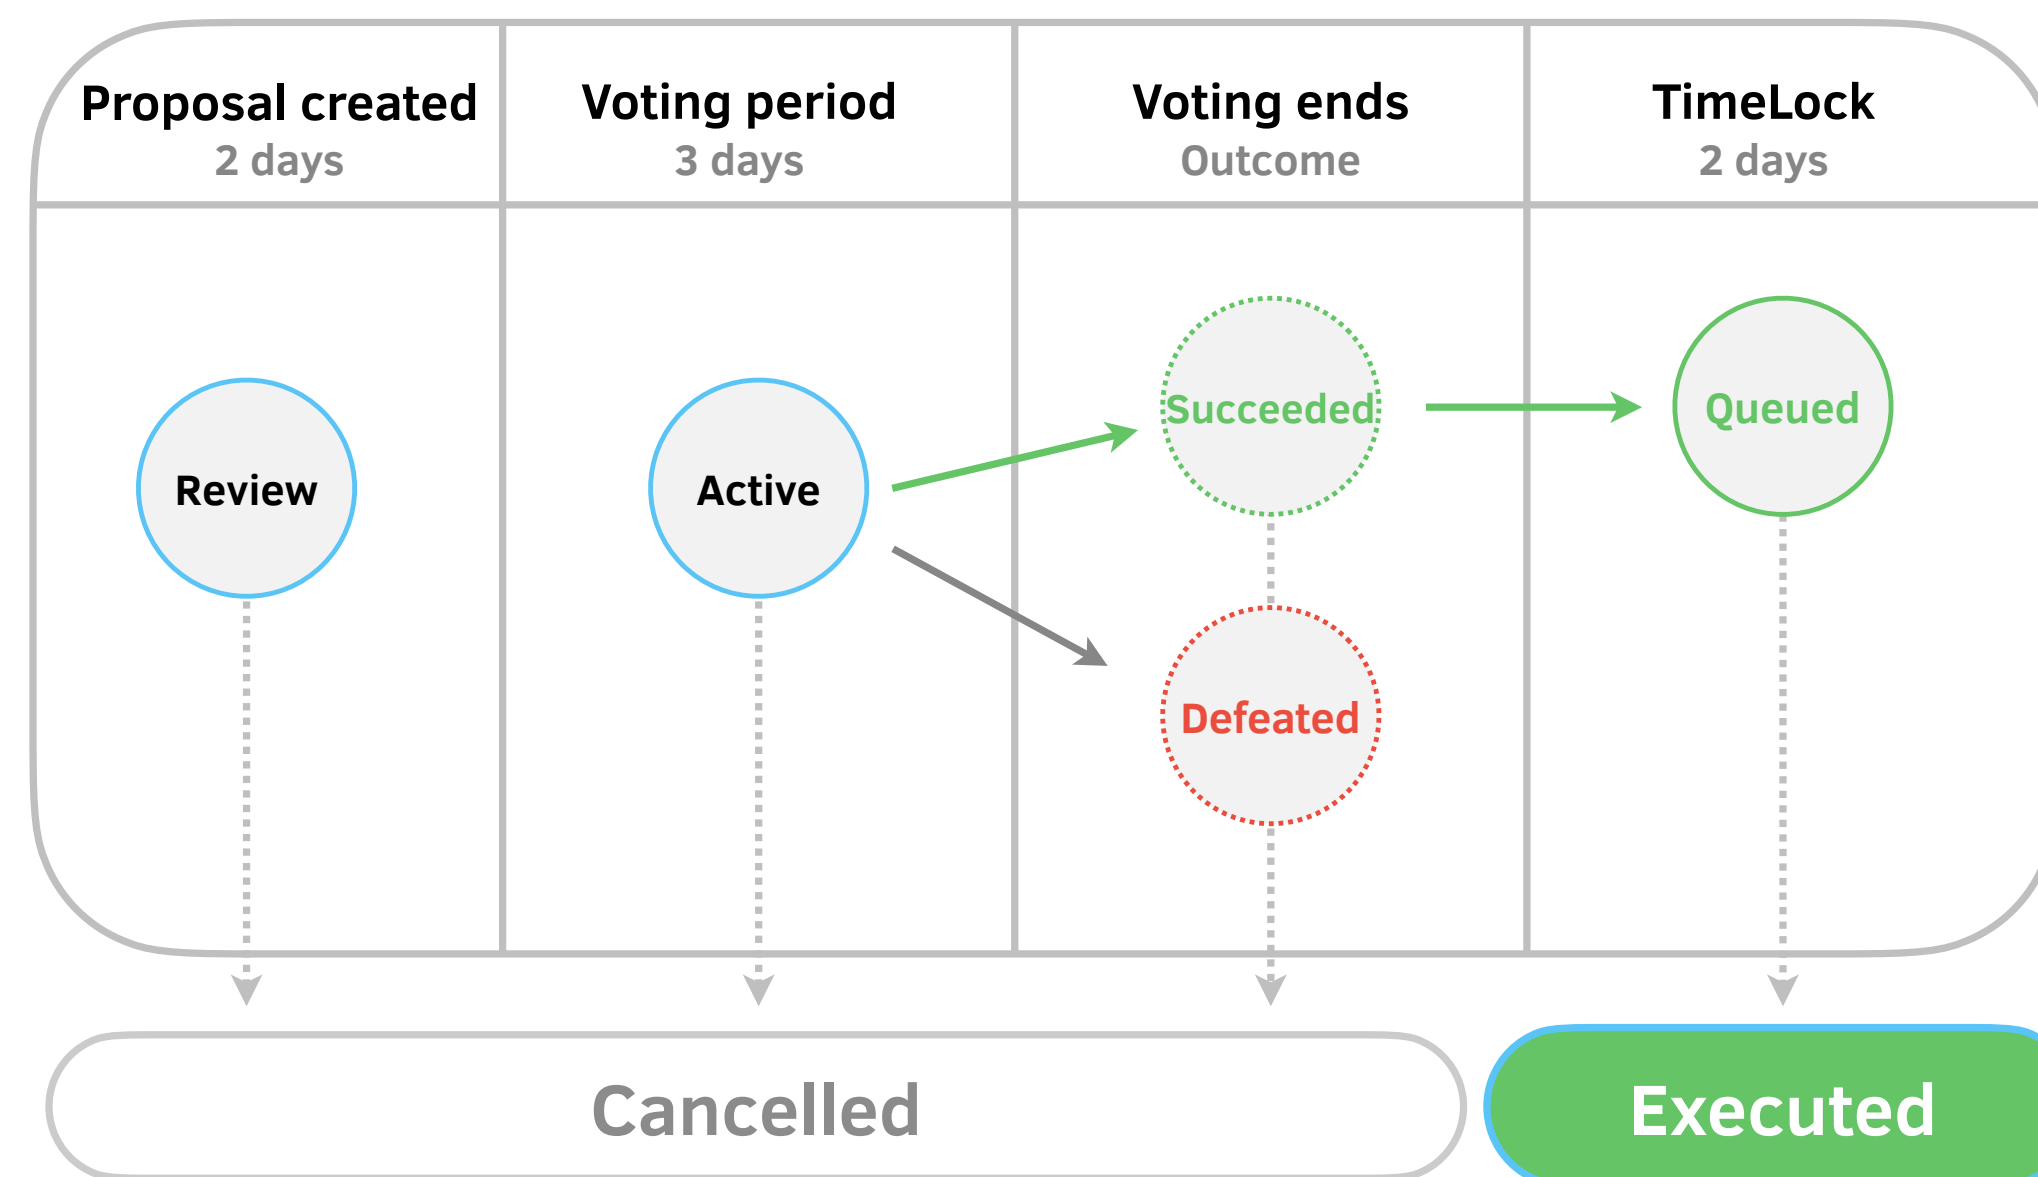 Proposal created
2 days
Voting period
3 days
Voting ends
Outcome
TimeLock
2 days
Review
Active
Succeeded
Defeated
Queued
Cancelled
Executed